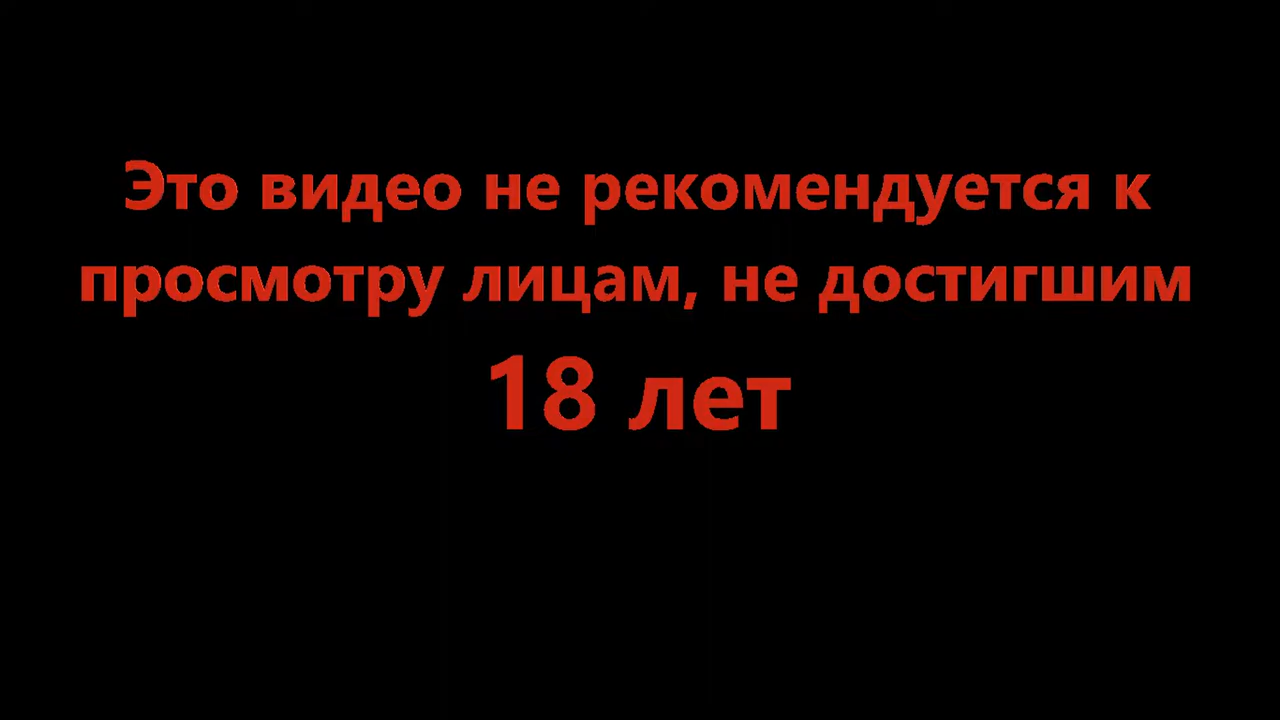 Это видео не рекомендуется к
просмотру лицам, не достигшим
18 лет